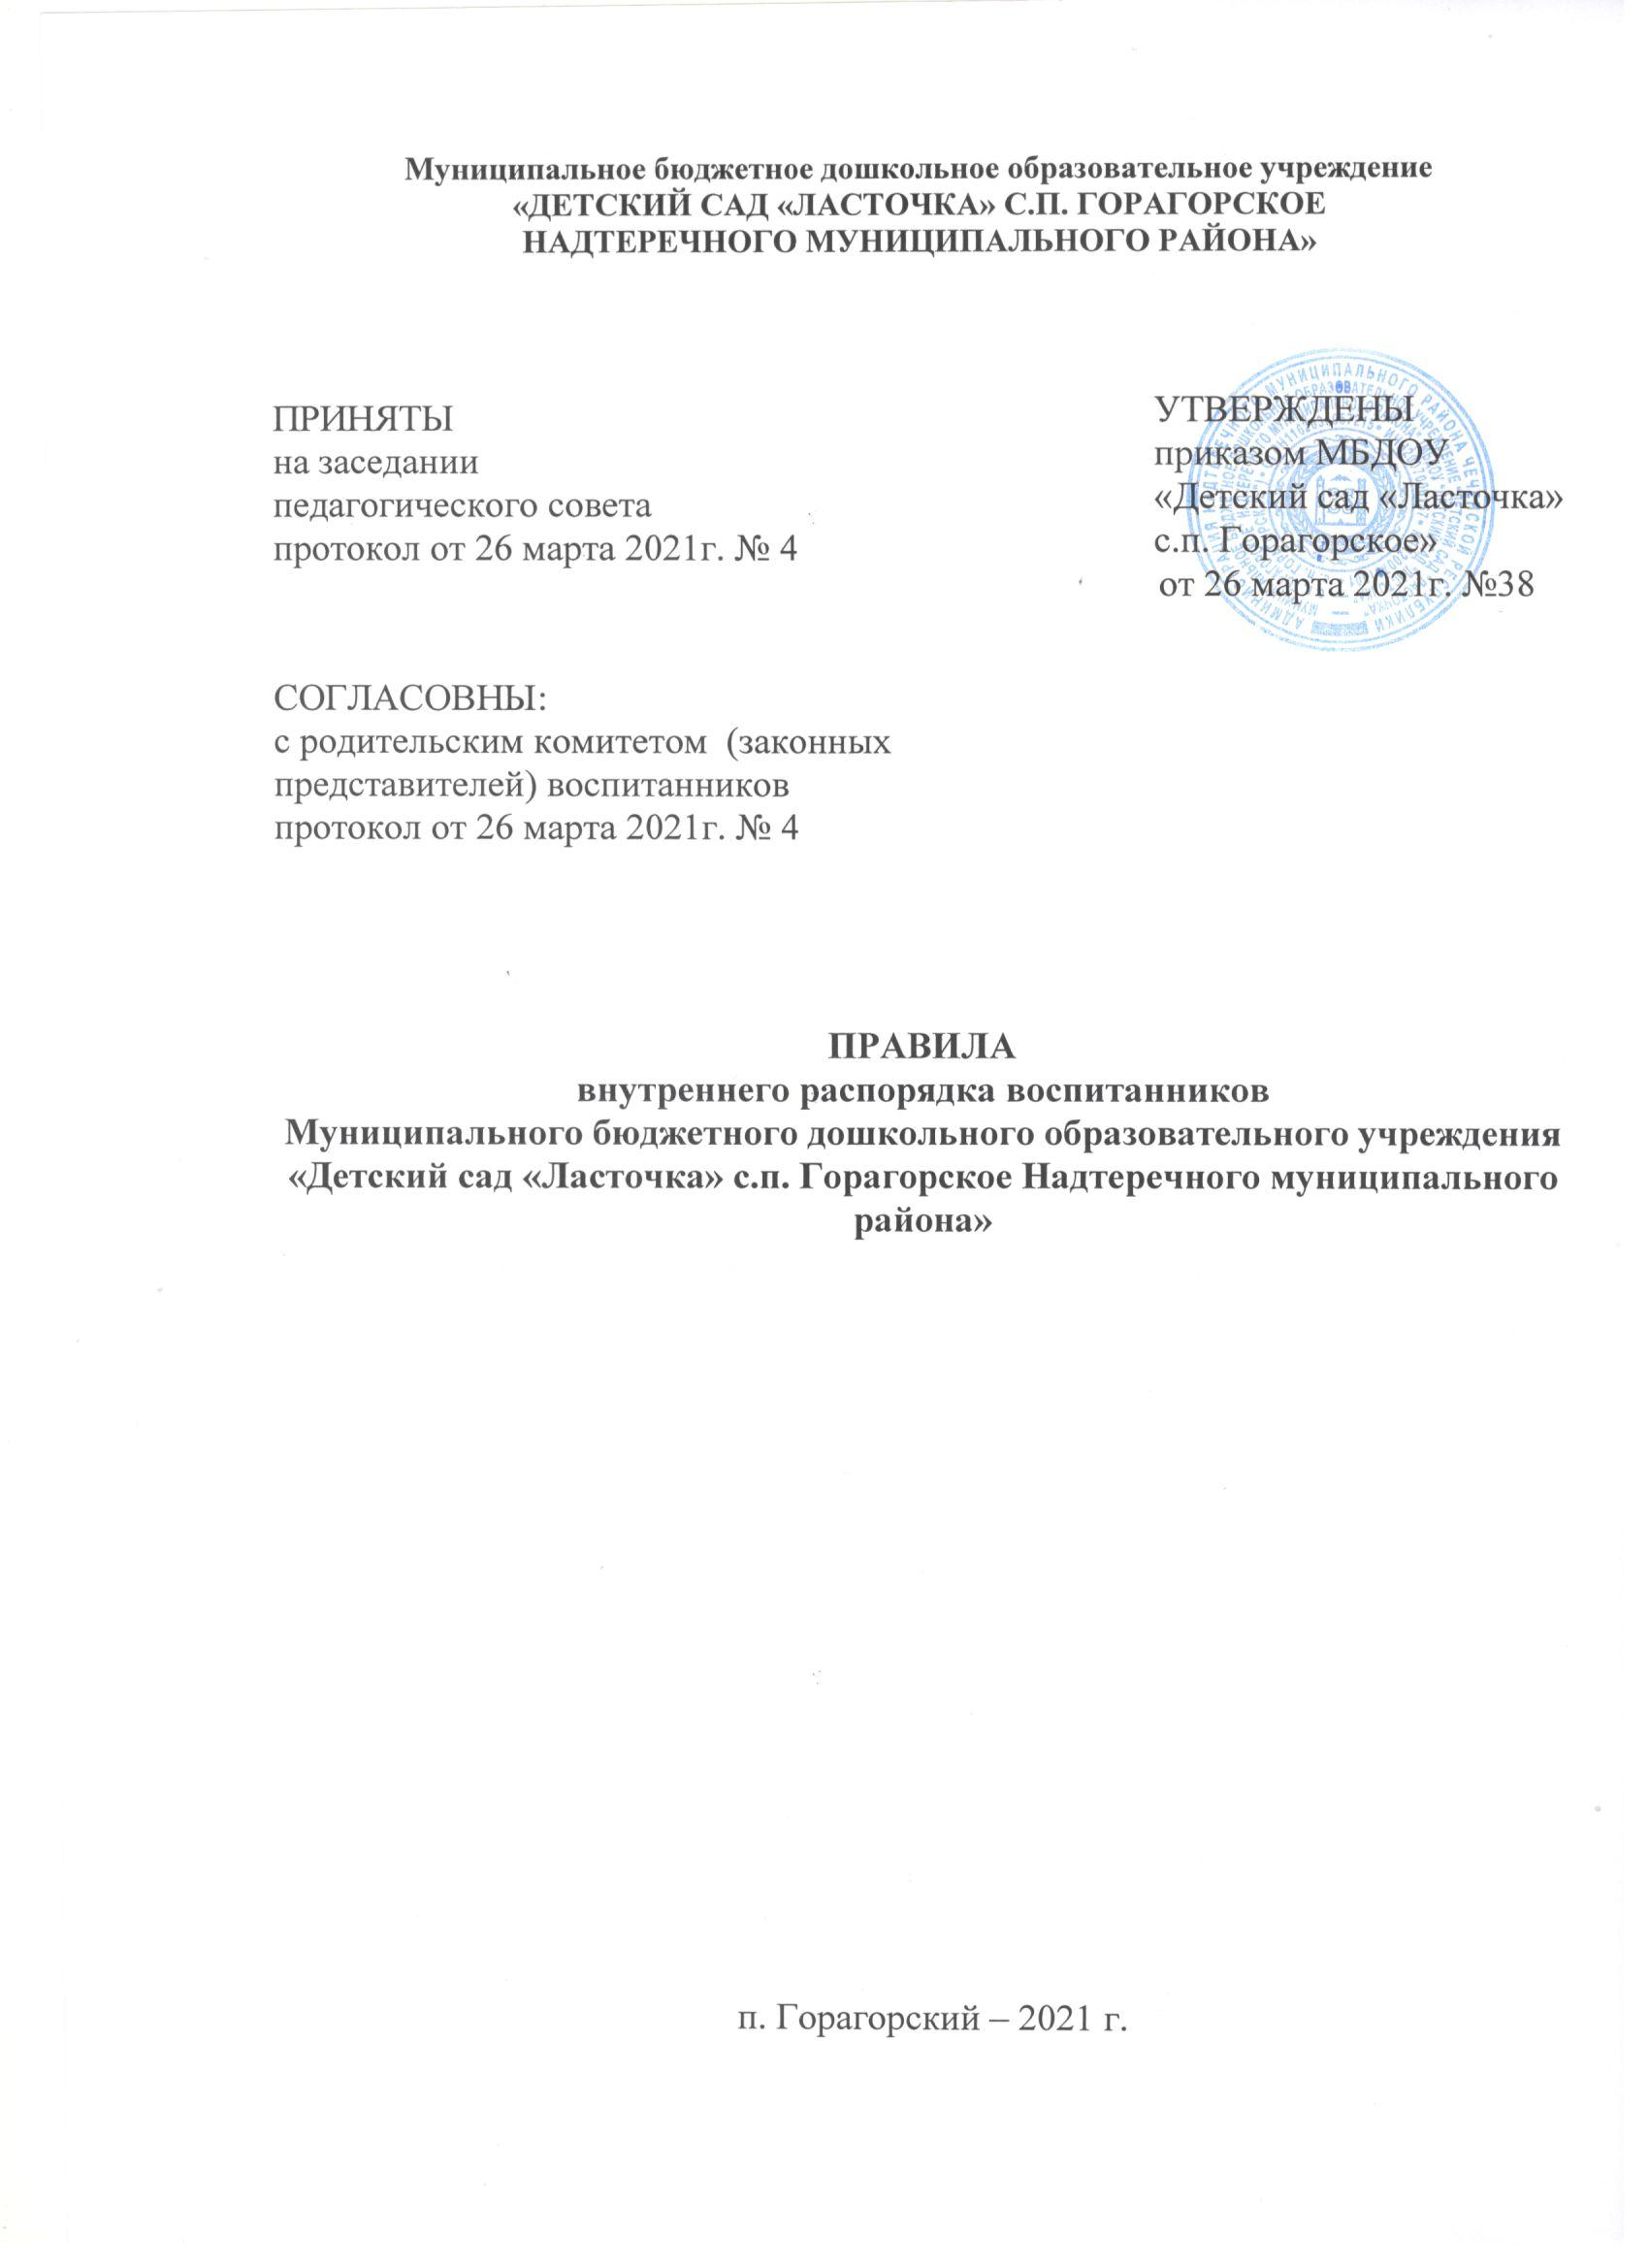 Муниципальное бюджетное дошкольное образовательное учреждение
«ДЕТСКИЙ САД «ЛАСТОЧКА» С.П. ГОРАГОРСКОЕ
НАДТЕРЕЧНОГО МУНИЦИПАЛЬНОГО РАЙОНА»
ПРИНЯТЫ
на заседании
педагогического совета
протокол от 26 марта 2021г. № 4
УТВЕРЖДЕНЫ
приказом МБДОУ
«Детский сад «Ласточка»
с.п. Горагорское»
от 26 марта 2021г. №38
СОГЛАСОВНЫ:
с родительским комитетом (законных
представителей) воспитанников
протокол от 26 марта 2021г. № 4
ПРАВИЛА
внутреннего распорядка воспитанников
Муниципального бюджетного дошкольного образовательного учреждения
«Детский сад «Ласточка» с.п. Горагорское Надтеречного муниципального
района»
п. Горагорский – 2021 г.